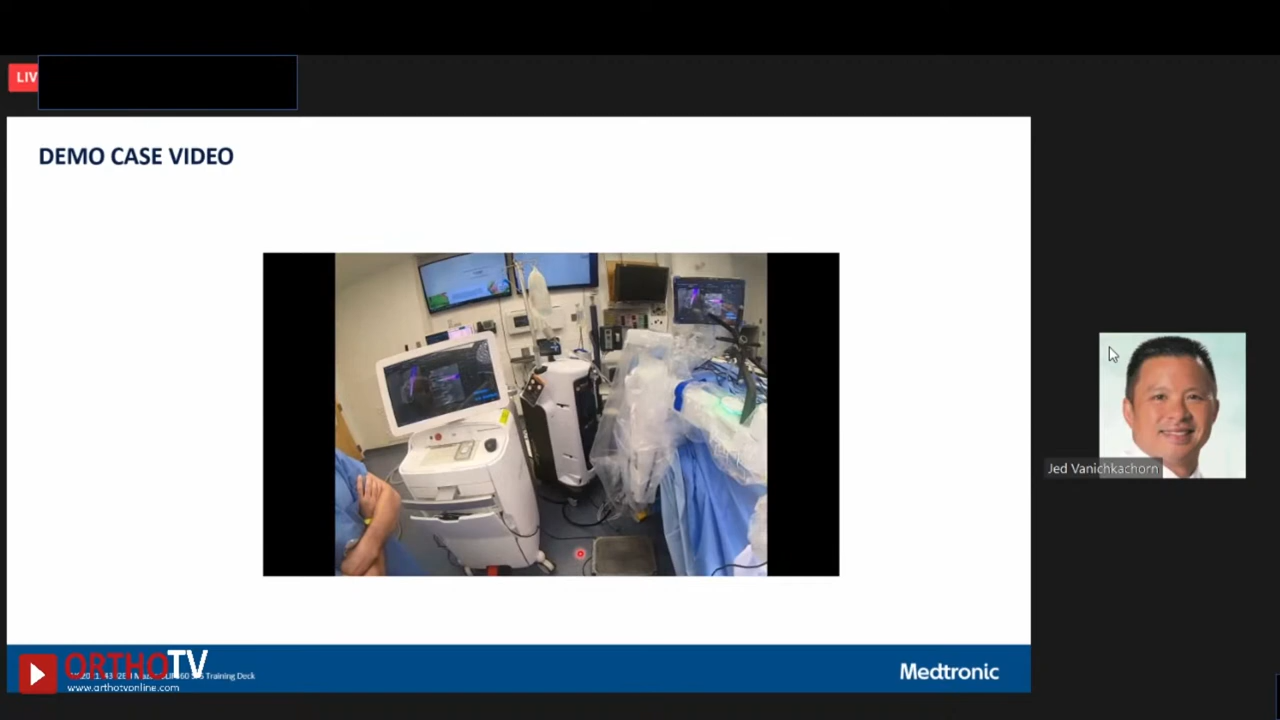 LIV
DEMO CASE VIDEO
Jed Vanichkachorn
ORTHOTV
www.orthotvonline.com
Training Deck
Medtronic